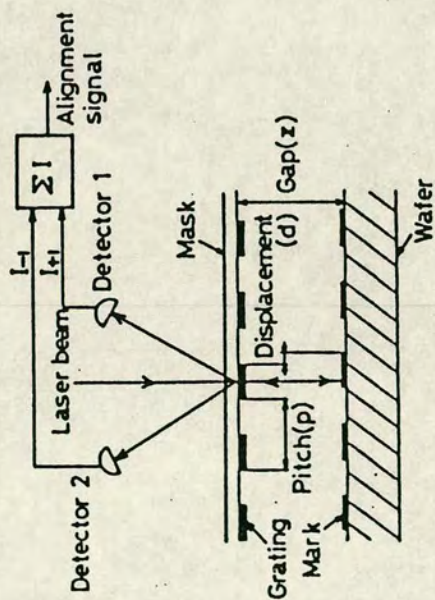 ΣI
Alignment
signal
I-1
I+1
Detector 1
Laser beam
Detector 2
Mask
Gap(z)
Displacement
(d)
Pitch(p)
Grating
Mark
Wafer